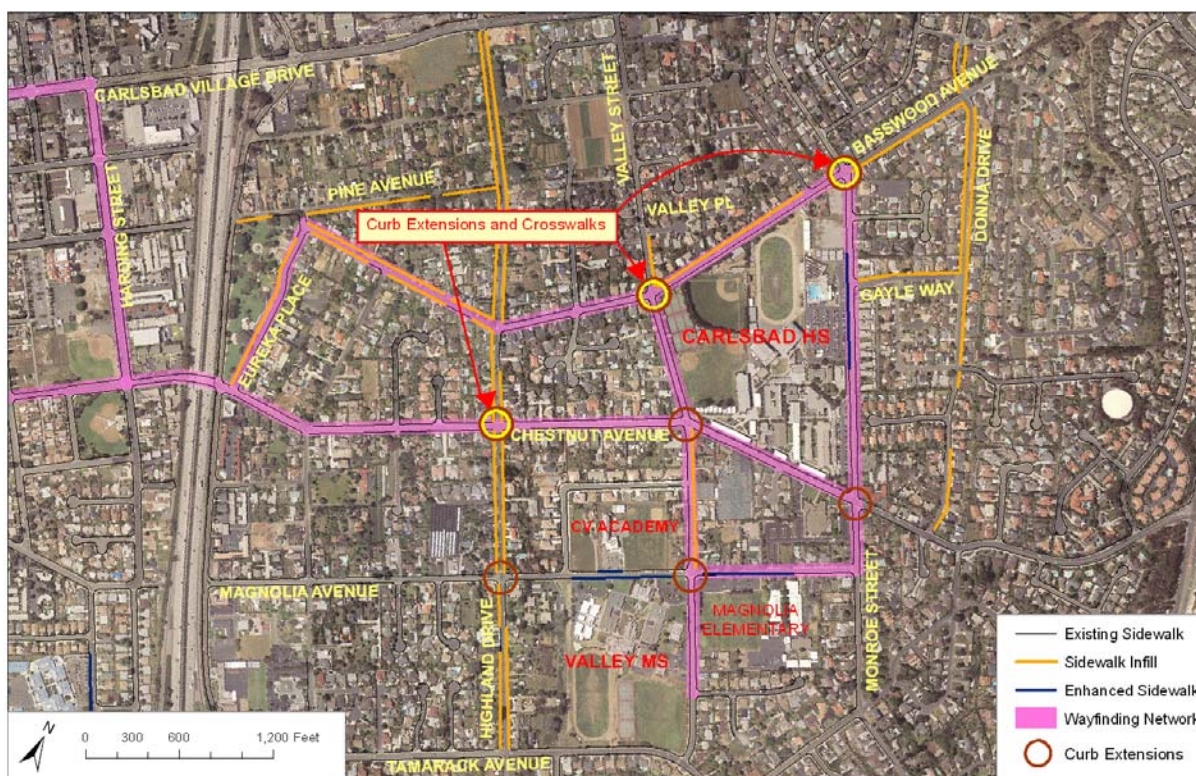 CARLSBAD VILLAGE DRIVE
VALLEY STREET
BASSWOOD AVENUE
HARDING STREET
PINE AVENUE
VALLEY PL
DONNA DRIVE
Curb Extensions and Crosswalks
EUREKA PLACE
GAYLE WAY
CARLSBAD HS
CHESTNUT AVENUE
CV ACADEMY
MAGNOLIA AVENUE
HIGHLAND DRIVE
MAGNOLIA
ELEMENTARY
VALLEY MS
MONROE STREET
TAMARACK AVENUE
Existing Sidewalk
Sidewalk Infill
Enhanced Sidewalk
Wayfinding Network
Curb Extensions
N
0 300 600 1,200 Feet